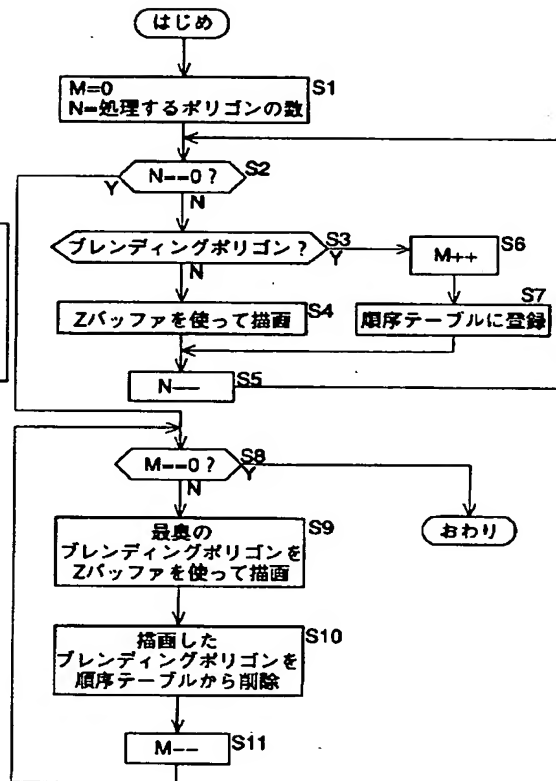 はじめ
M=0
N=処理するポリゴンの数
S1
N==0?
S2
Y
N
ブレンディングポリゴン?
S3
Y
N
M++
S6
Zバッファを使って描画
S4
順序テーブルに登録
S7
N--
S5
M==0?
S8
Y
N
おわり
最奥の
ブレンディングポリゴンを
Zバッファを使って描画
S9
描画した
ブレンディングポリゴンを
順序テーブルから削除
S10
M--
S11